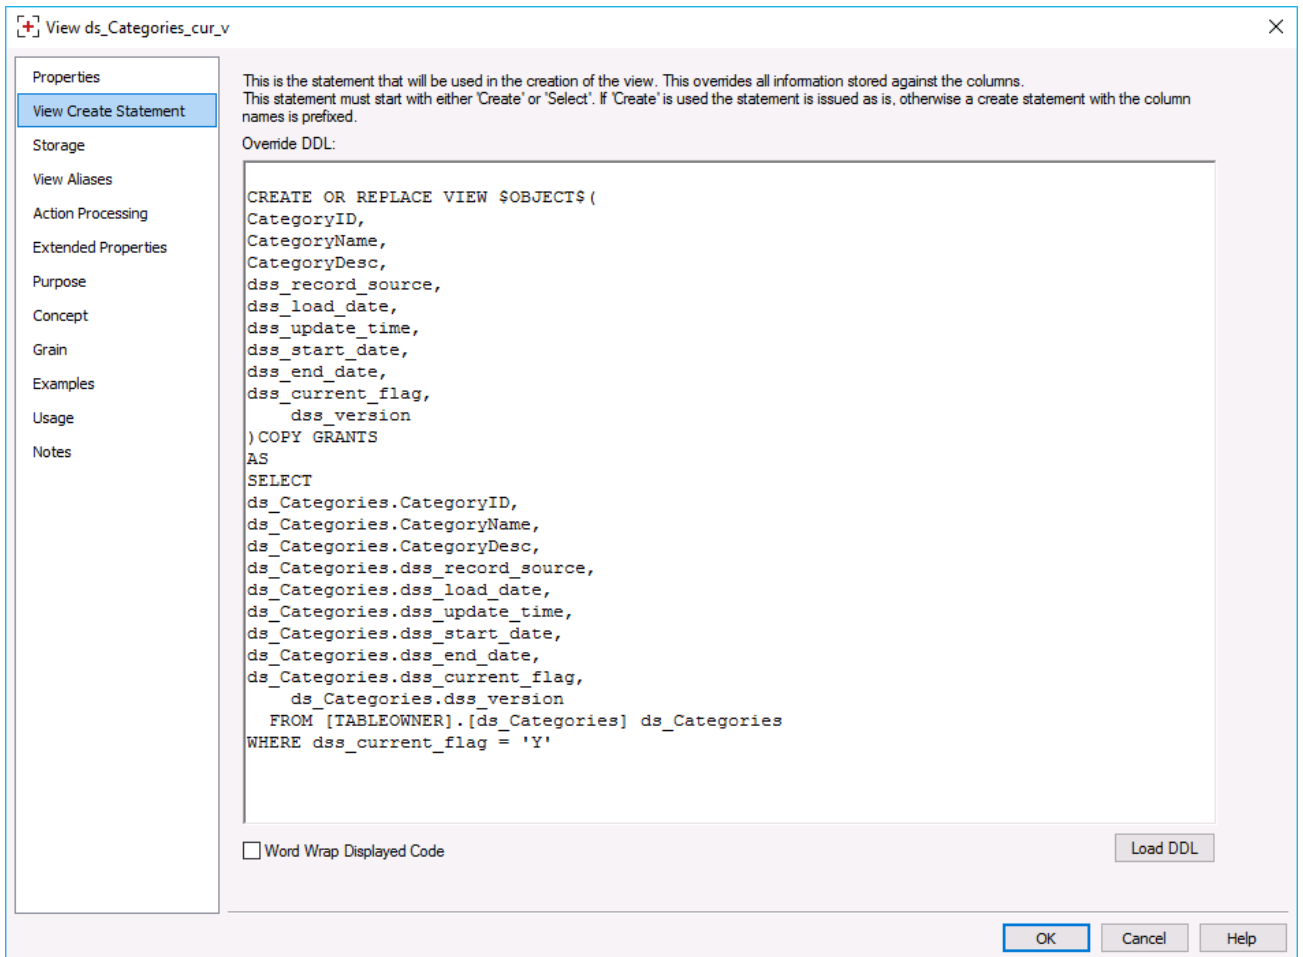 View ds_Categories_cur_v
Properties
View Create Statement
Storage
View Aliases
Action Processing
Extended Properties
Purpose
Concept
Grain
Examples
Usage
Notes
This is the statement that will be used in the creation of the view. This overrides all information stored against the columns.
This statement must start with either 'Create' or 'Select'. If 'Create' is used the statement is issued as is, otherwise a create statement with the column
names is prefixed.
Override DDL:
CREATE OR REPLACE VIEW $OBJECT$(
CategoryID,
CategoryName,
CategoryDesc,
dss_record_source,
dss_load_date,
dss_update_time,
dss_start_date,
dss_end_date,
dss_current_flag,
    dss_version
)COPY GRANTS
AS
SELECT
ds_Categories.CategoryID,
ds_Categories.CategoryName,
ds_Categories.CategoryDesc,
ds_Categories.dss_record_source,
ds_Categories.dss_load_date,
ds_Categories.dss_update_time,
ds_Categories.dss_start_date,
ds_Categories.dss_end_date,
ds_Categories.dss_current_flag,
    ds_Categories.dss_version
  FROM [TABLEOWNER].[ds_Categories] ds_Categories
WHERE dss_current_flag = 'Y'
Word Wrap Displayed Code
Load DDL
OK
Cancel
Help